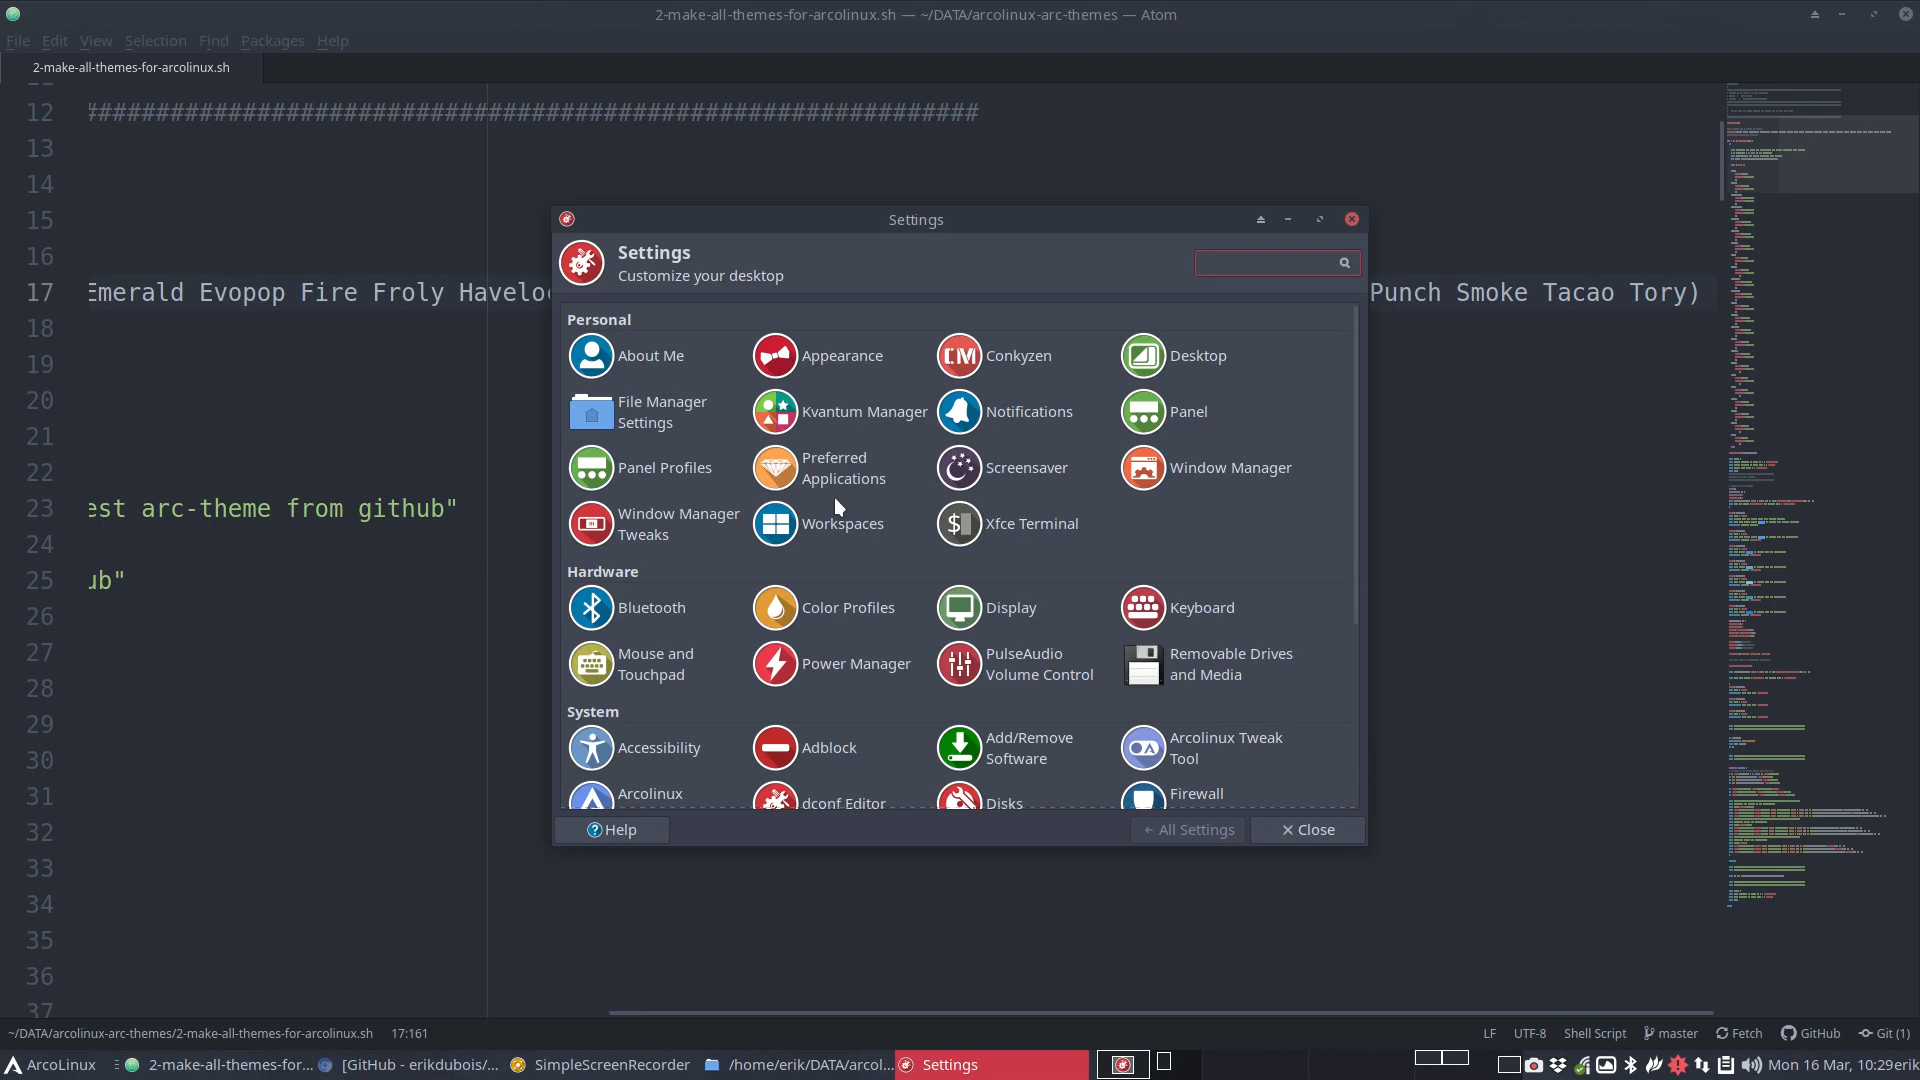 2-make-all-themes-for-arcolinux.sh — ~/DATA/arcolinux-arc-themes — Atom
File Edit View Selection Find Packages Help
2-make-all-themes-for-arcolinux.sh
12 ##############################################################
13
14
15
16
17 Emerald Evopop Fire Froly Haveloc
Punch Smoke Tacao Tory)
18
19
20
21
22
23 est arc-theme from github"
24
25 ub"
26
27
28
29
30
31
32
33
34
35
36
37
Settings
Settings
Customize your desktop
Personal
About Me
Appearance
Conkyzen
Desktop
File Manager
Settings
Kvantum Manager
Notifications
Panel
Panel Profiles
Preferred
Applications
Screensaver
Window Manager
Window Manager
Tweaks
Workspaces
Xfce Terminal
Hardware
Bluetooth
Color Profiles
Display
Keyboard
Mouse and
Touchpad
Power Manager
PulseAudio
Volume Control
Removable Drives
and Media
System
Accessibility
Adblock
Add/Remove
Software
Arcolinux Tweak
Tool
Arcolinux
dconf Editor
Disks
Firewall
Help
All Settings
Close
~/DATA/arcolinux-arc-themes/2-make-all-themes-for-arcolinux.sh 17:161
LF UTF-8 Shell Script master Fetch GitHub Git (1)
ArcoLinux 2-make-all-themes-for-... [GitHub - erikdubois/... SimpleScreenRecorder /home/erik/DATA/arcol... Settings Mon 16 Mar, 10:29 erik